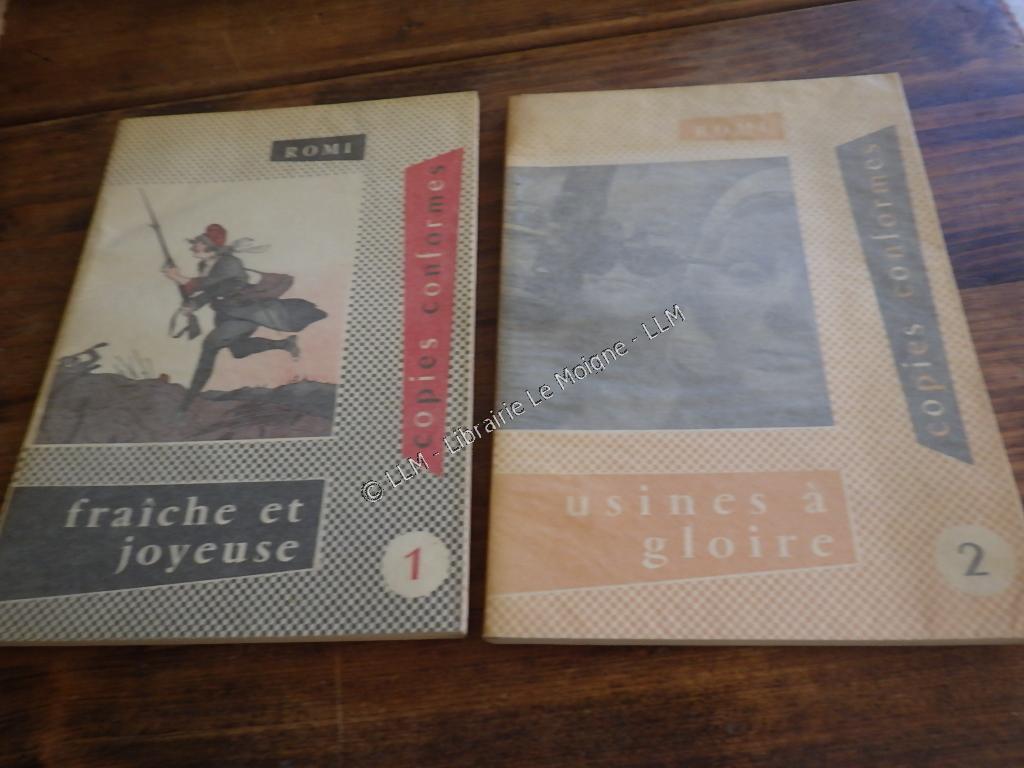 ROMI
copies conformes
fraîche et
joyeuse
1
ROMI
copies conformes
usines à
gloire
2
© LLM - Librairie Le Moigne - LLM